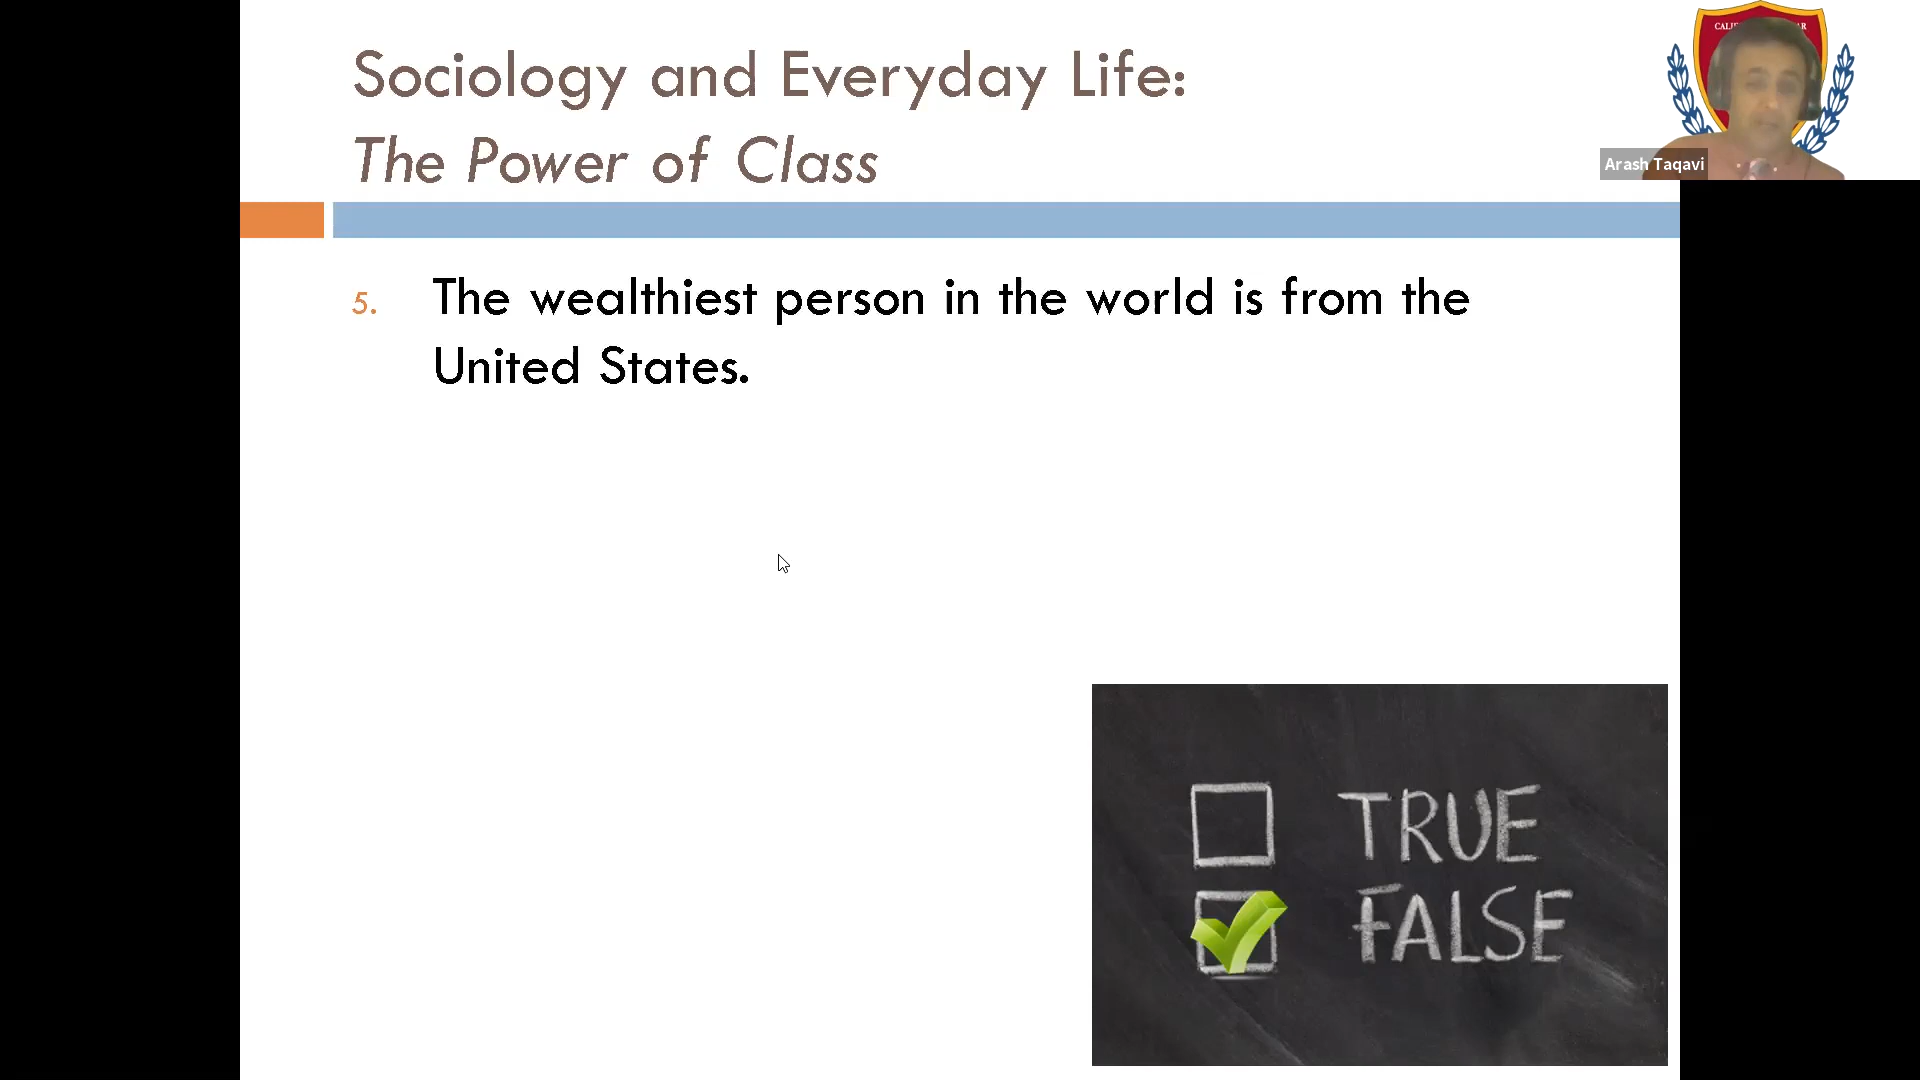 Sociology and Everyday Life:
The Power of Class
Arash Taqavi
5. The wealthiest person in the world is from the
United States.
TRUE
FALSE